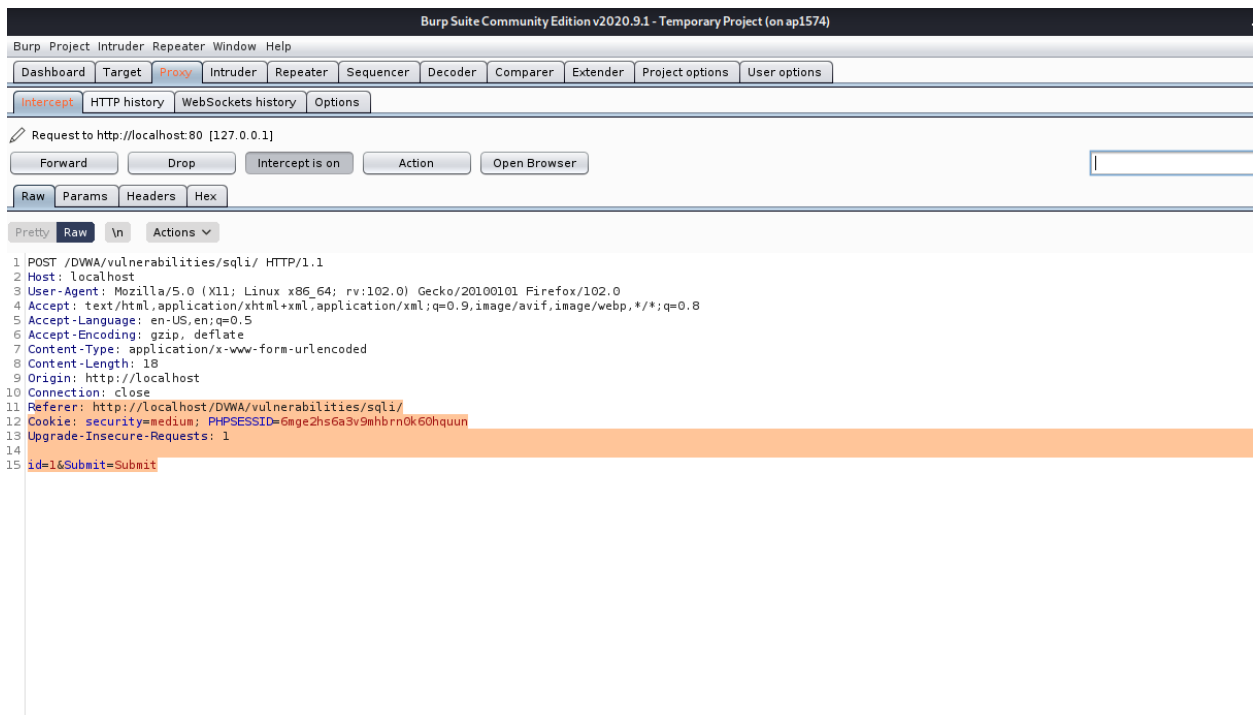 Burp Suite Community Edition v2020.9.1 - Temporary Project (on ap1574)
Burp Project Intruder Repeater Window Help
Dashboard Target Proxy Intruder Repeater Sequencer Decoder Comparer Extender Project options User options
Intercept HTTP history WebSockets history Options
Request to http://localhost:80 [127.0.0.1]
Forward Drop Intercept is on Action Open Browser
Raw Params Headers Hex
Pretty Raw \n Actions
1 POST /DVWA/vulnerabilities/sqli/ HTTP/1.1
2 Host: localhost
3 User-Agent: Mozilla/5.0 (X11; Linux x86_64; rv:102.0) Gecko/20100101 Firefox/102.0
4 Accept: text/html,application/xhtml+xml,application/xml;q=0.9,image/avif,image/webp,*/*;q=0.8
5 Accept-Language: en-US,en;q=0.5
6 Accept-Encoding: gzip, deflate
7 Content-Type: application/x-www-form-urlencoded
8 Content-Length: 18
9 Origin: http://localhost
10 Connection: close
11 Referer: http://localhost/DVWA/vulnerabilities/sqli/
12 Cookie: security=medium; PHPSESSID=6mge2hs6a3v9mhbrn0k60hquun
13 Upgrade-Insecure-Requests: 1
14
15 id=1&Submit=Submit